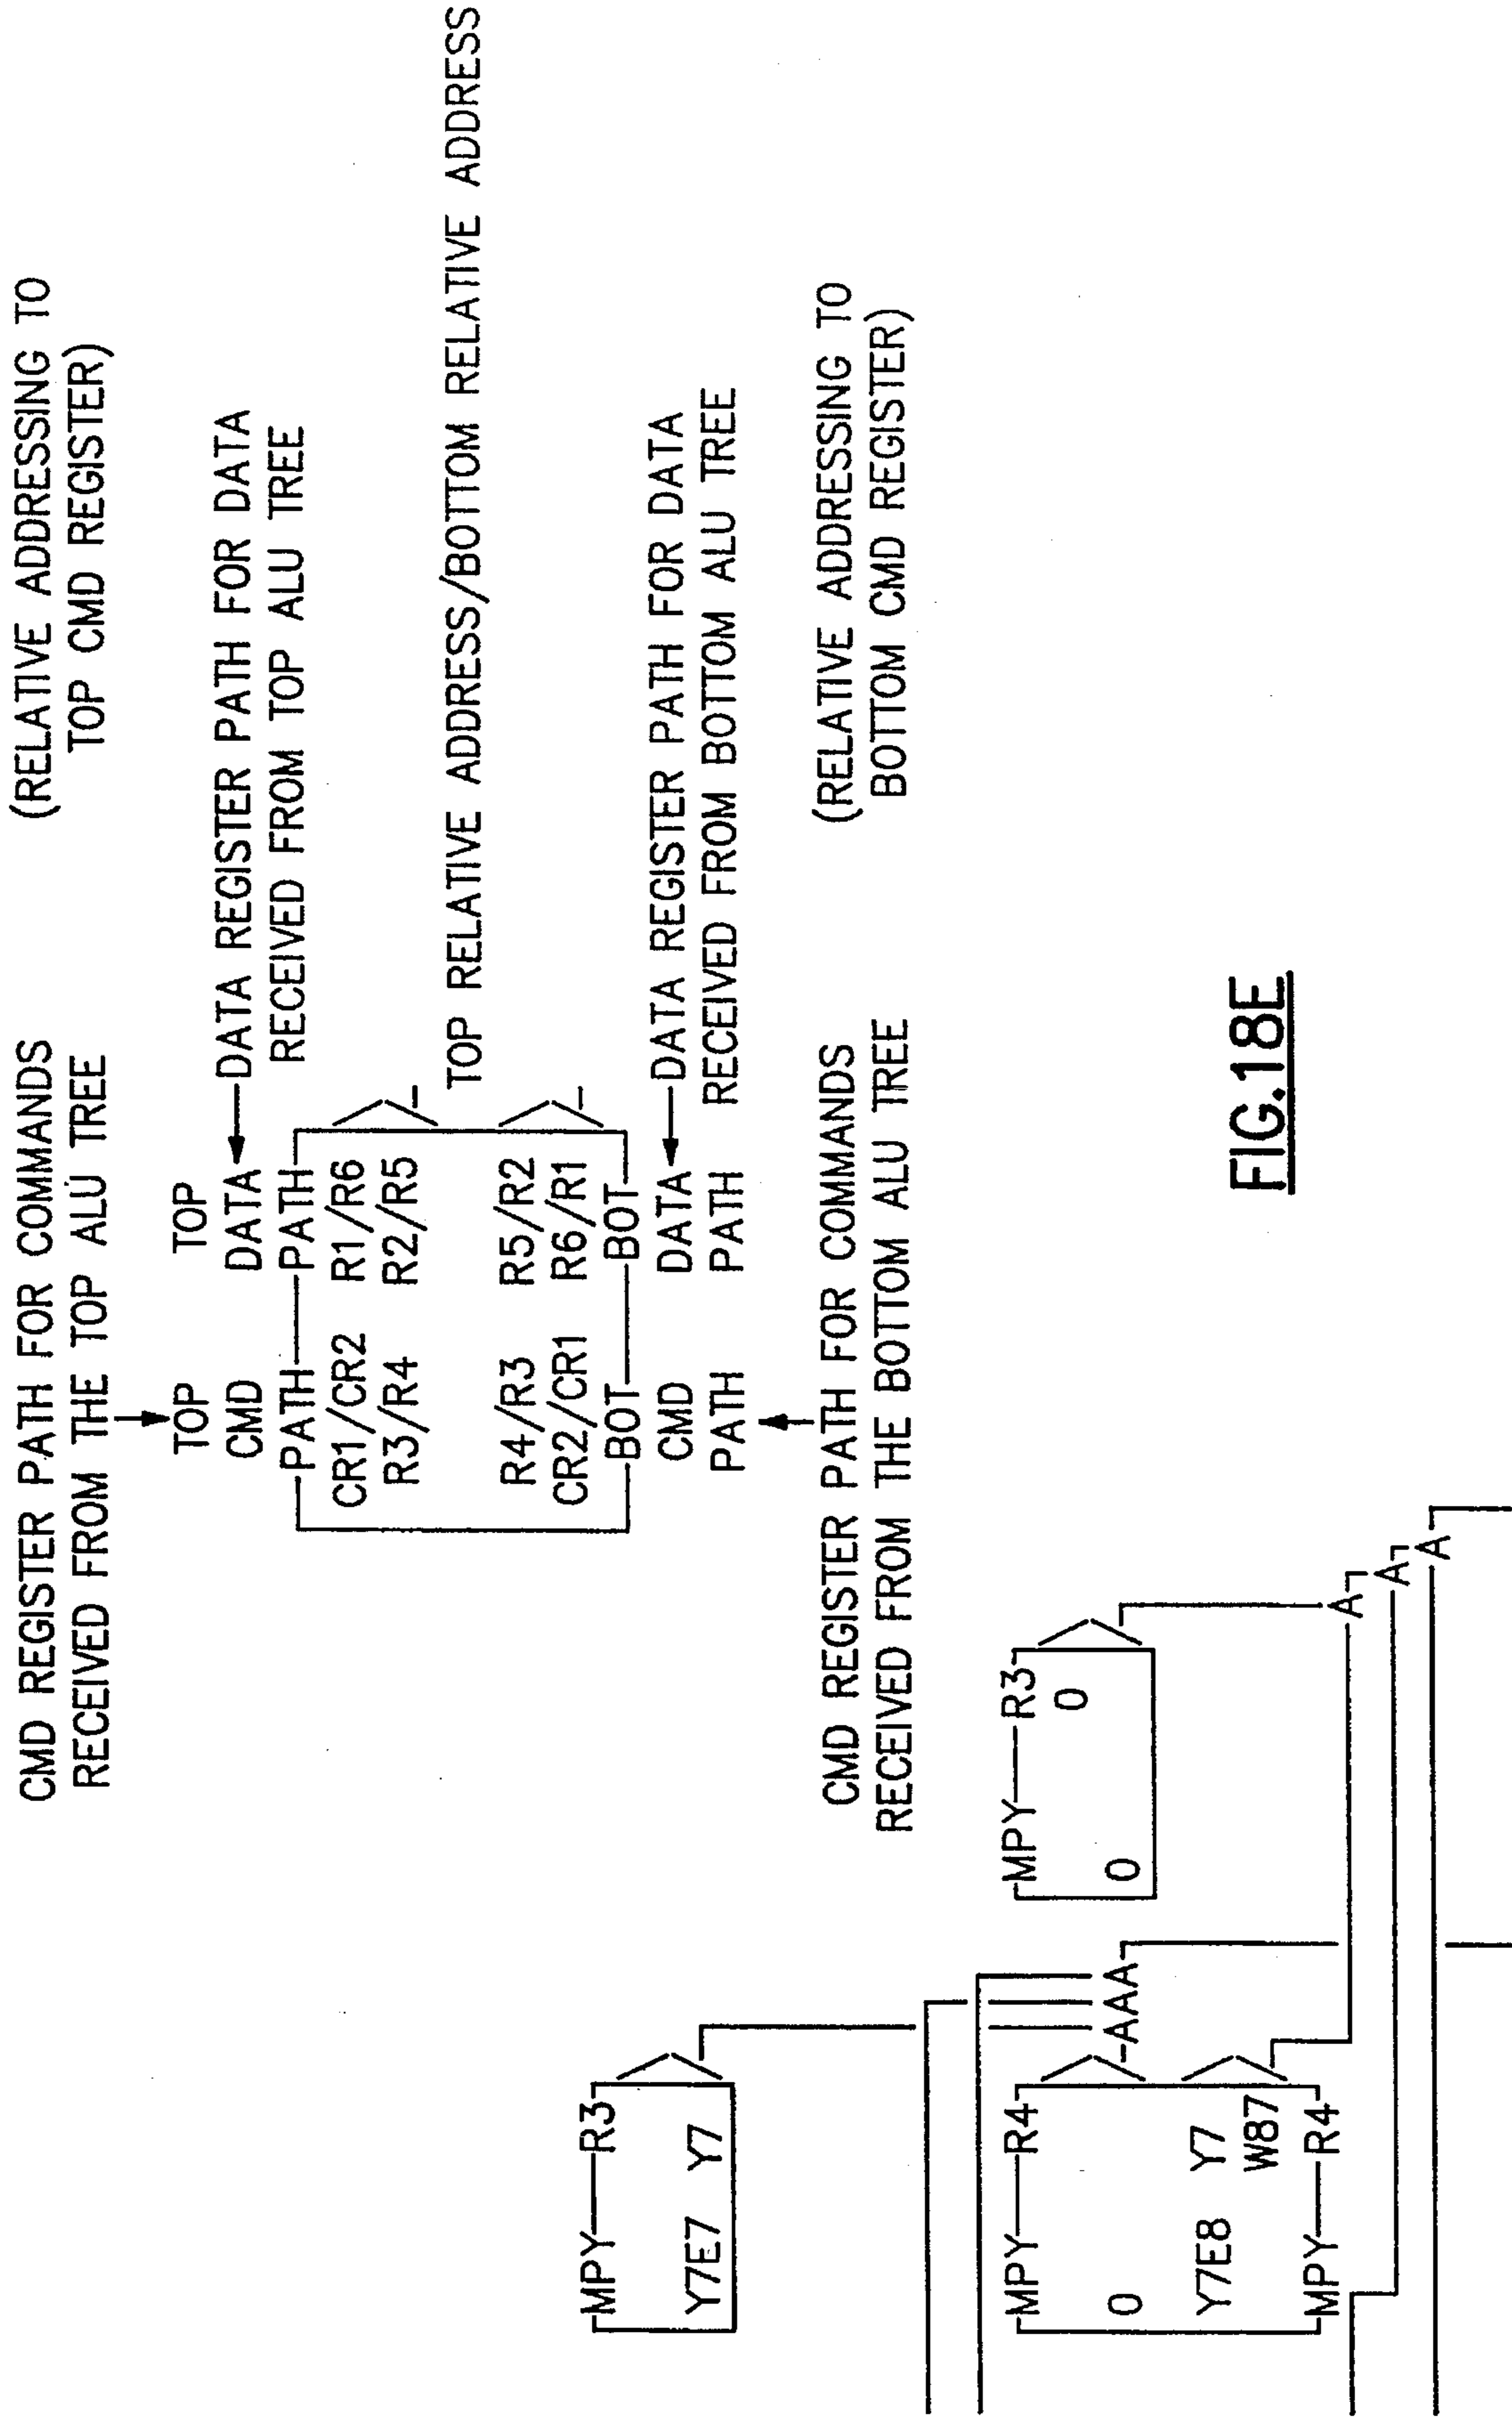 CMD REGISTER PATH FOR COMMANDS
RECEIVED FROM THE TOP ALU TREE
(RELATIVE ADDRESSING TO
TOP CMD REGISTER)
TOP TOP
CMD DATA
PATH PATH
DATA REGISTER PATH FOR DATA
RECEIVED FROM TOP ALU TREE
CR1/CR2 R1/R6
R3/R4 R2/R5
TOP RELATIVE ADDRESS/BOTTOM RELATIVE ADDRESS
R4/R3 R5/R2
CR2/CR1 R6/R1
BOT BOT
CMD DATA
PATH PATH
DATA REGISTER PATH FOR DATA
RECEIVED FROM BOTTOM ALU TREE
CMD REGISTER PATH FOR COMMANDS
RECEIVED FROM THE BOTTOM ALU TREE
(RELATIVE ADDRESSING TO
BOTTOM CMD REGISTER)
MPY R3
Y7E7 Y7
MPY R4
0
AAA
Y7E8 Y7
W87
MPY R4
MPY R3
0
0
A
A
A
FIG.18E